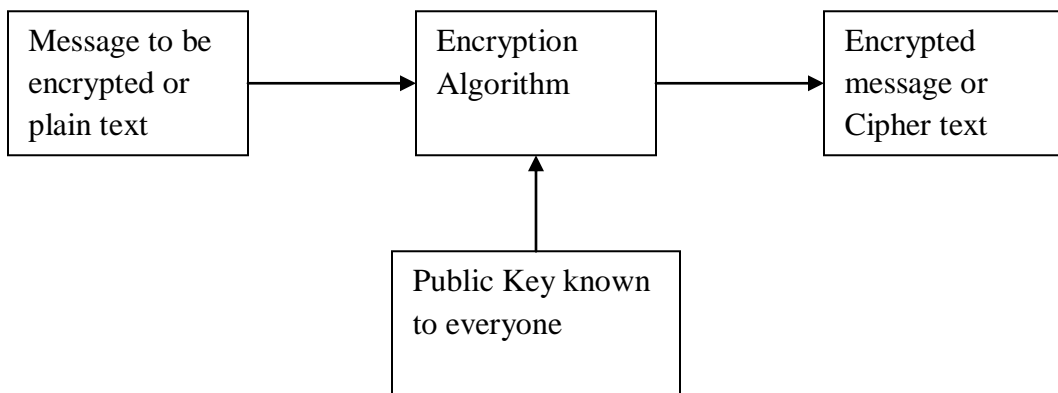 Message to be
encrypted or
plain text
Encryption
Algorithm
Encrypted
message or
Cipher text
Public Key known
to everyone